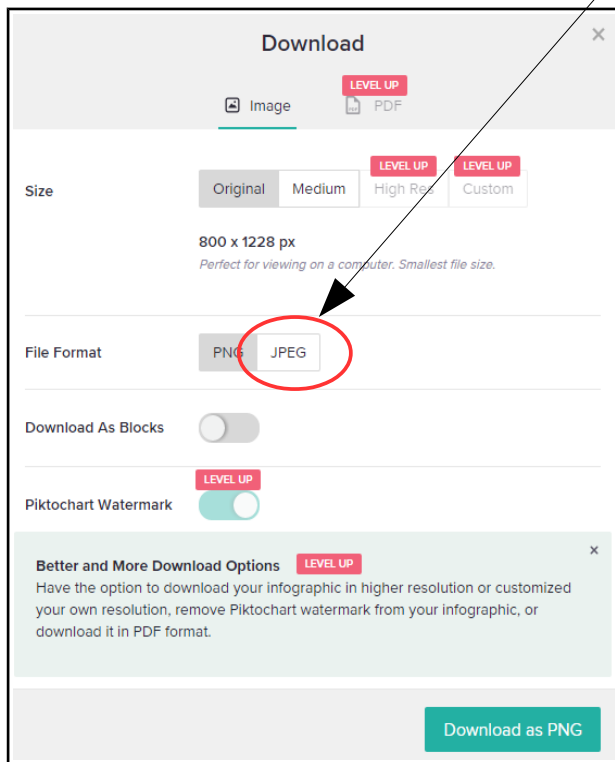 Download
×
LEVEL UP
Image PDF
LEVEL UP LEVEL UP
Size Original Medium High Res Custom
800 x 1228 px
Perfect for viewing on a computer. Smallest file size.
File Format PNG JPEG
Download As Blocks
LEVEL UP
Piktochart Watermark
×
Better and More Download Options LEVEL UP
Have the option to download your infographic in higher resolution or customized
your own resolution, remove Piktochart watermark from your infographic, or
download it in PDF format.
Download as PNG